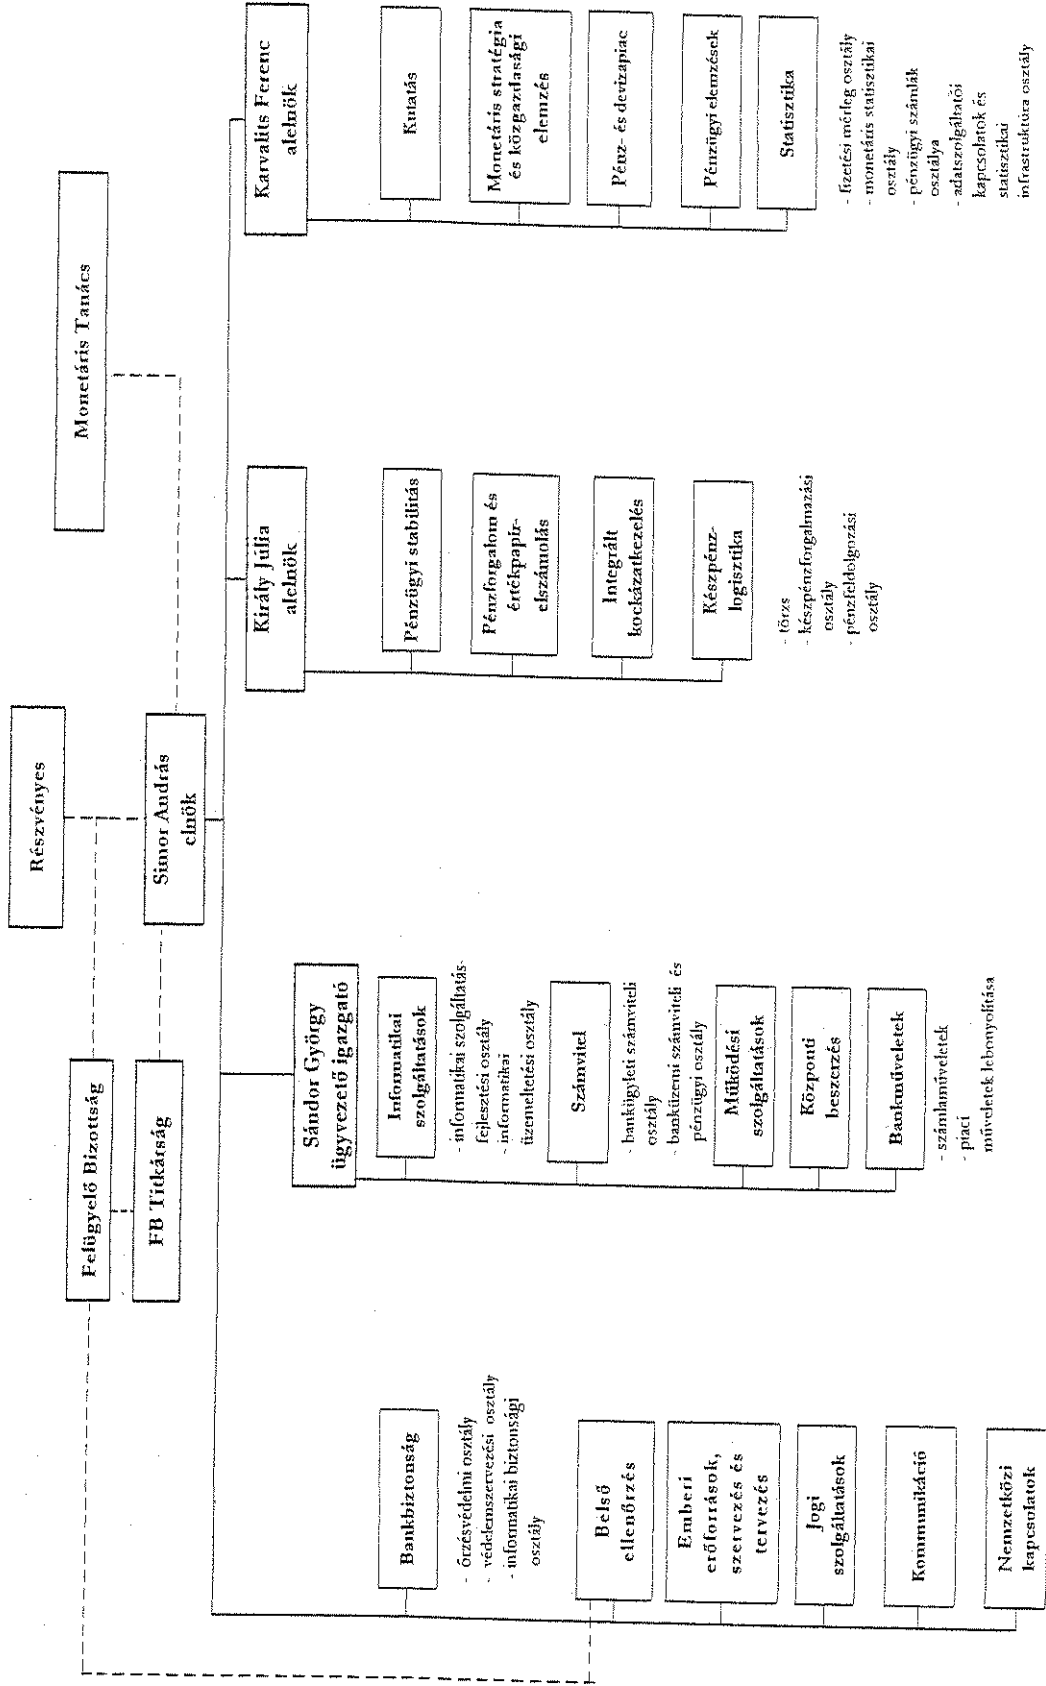 Részvényes
Monetáris Tanács
Felügyelő Bizottság
FB Titkárság
Simor András
elnök
Bankbiztonság
- őrzésvédelmi osztály
- védelemszervezési osztály
- informatikai biztonsági
osztály
Belső
ellenőrzés
Emberi
erőforrások,
szervezés és
tervezés
Jogi
szolgáltatások
Kommunikáció
Nemzetközi
kapcsolatok
Sándor György
ügyvezető igazgató
Informatikai
szolgáltatások
- informatikai szolgáltatás-
fejlesztési osztály
- informatikai
üzemeltetési osztály
Számvitel
- bankügyleti számviteli
osztály
- banküzemi számviteli és
pénzügyi osztály
Működési
szolgáltatások
Központi
beszerzés
Bankműveletek
- számlaműveletek
- piaci
műveletek lebonyolítása
Király Júlia
alelnök
Pénzügyi stabilitás
Pénzforgalom és
értékpapír-
elszámolás
Integrált
kockázatkezelés
Készpénz-
logisztika
- törzs
- készpénzforgalmazási
osztály
- pénzfeldolgozási
osztály
Karvalits Ferenc
alelnök
Kutatás
Monetáris stratégia
és közgazdasági
elemzés
Pénz- és devizapiac
Pénzügyi elemzések
Statisztika
- fizetési mérleg osztály
- monetáris statisztikai
osztály
- pénzügyi számlák
osztálya
- adatszolgáltatói
kapcsolatok és
statisztikai
infrastruktúra osztály